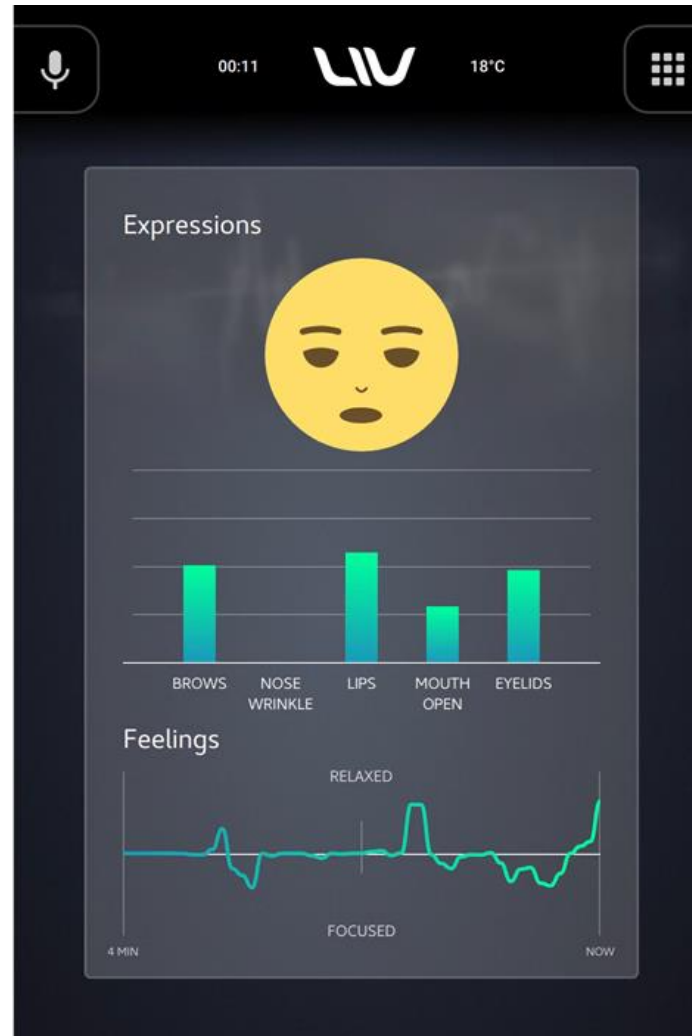 00:11
LIV
18°C
Expressions
BROWS
NOSE
WRINKLE
LIPS
MOUTH
OPEN
EYELIDS
Feelings
RELAXED
FOCUSED
4 MIN
NOW